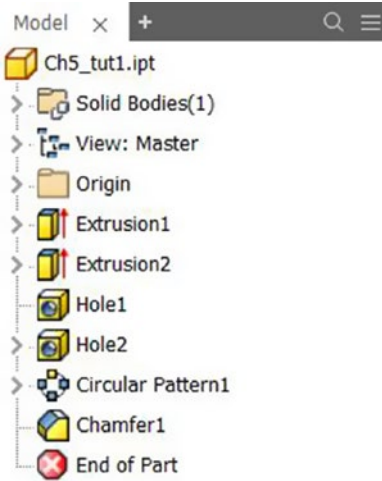 Model × +
Ch5_tut1.ipt
Solid Bodies(1)
View: Master
Origin
Extrusion1
Extrusion2
Hole1
Hole2
Circular Pattern1
Chamfer1
End of Part